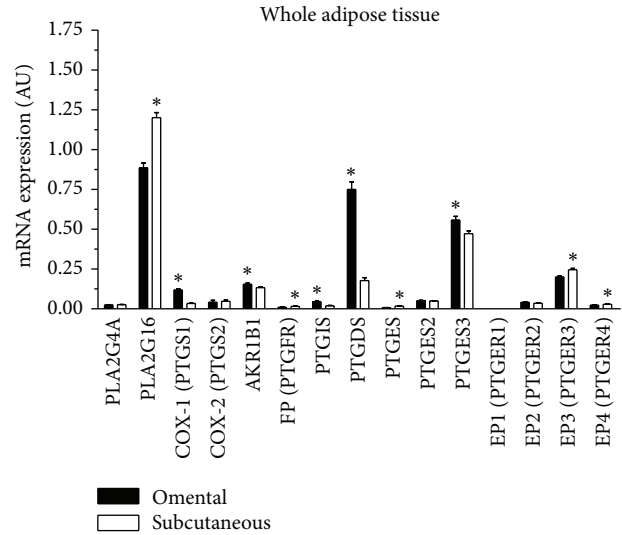 Whole adipose tissue
mRNA expression (AU)
1.75
1.50
1.25
1.00
0.75
0.50
0.25
0.00
*
*
*
*
*
*
*
*
*
*
PLA2G4A
PLA2G16
COX-1 (PTGS1)
COX-2 (PTGS2)
AKR1B1
FP (PTGFR)
PTGIS
PTGDS
PTGES
PTGES2
PTGES3
EP1 (PTGER1)
EP2 (PTGER2)
EP3 (PTGER3)
EP4 (PTGER4)
Omental
Subcutaneous